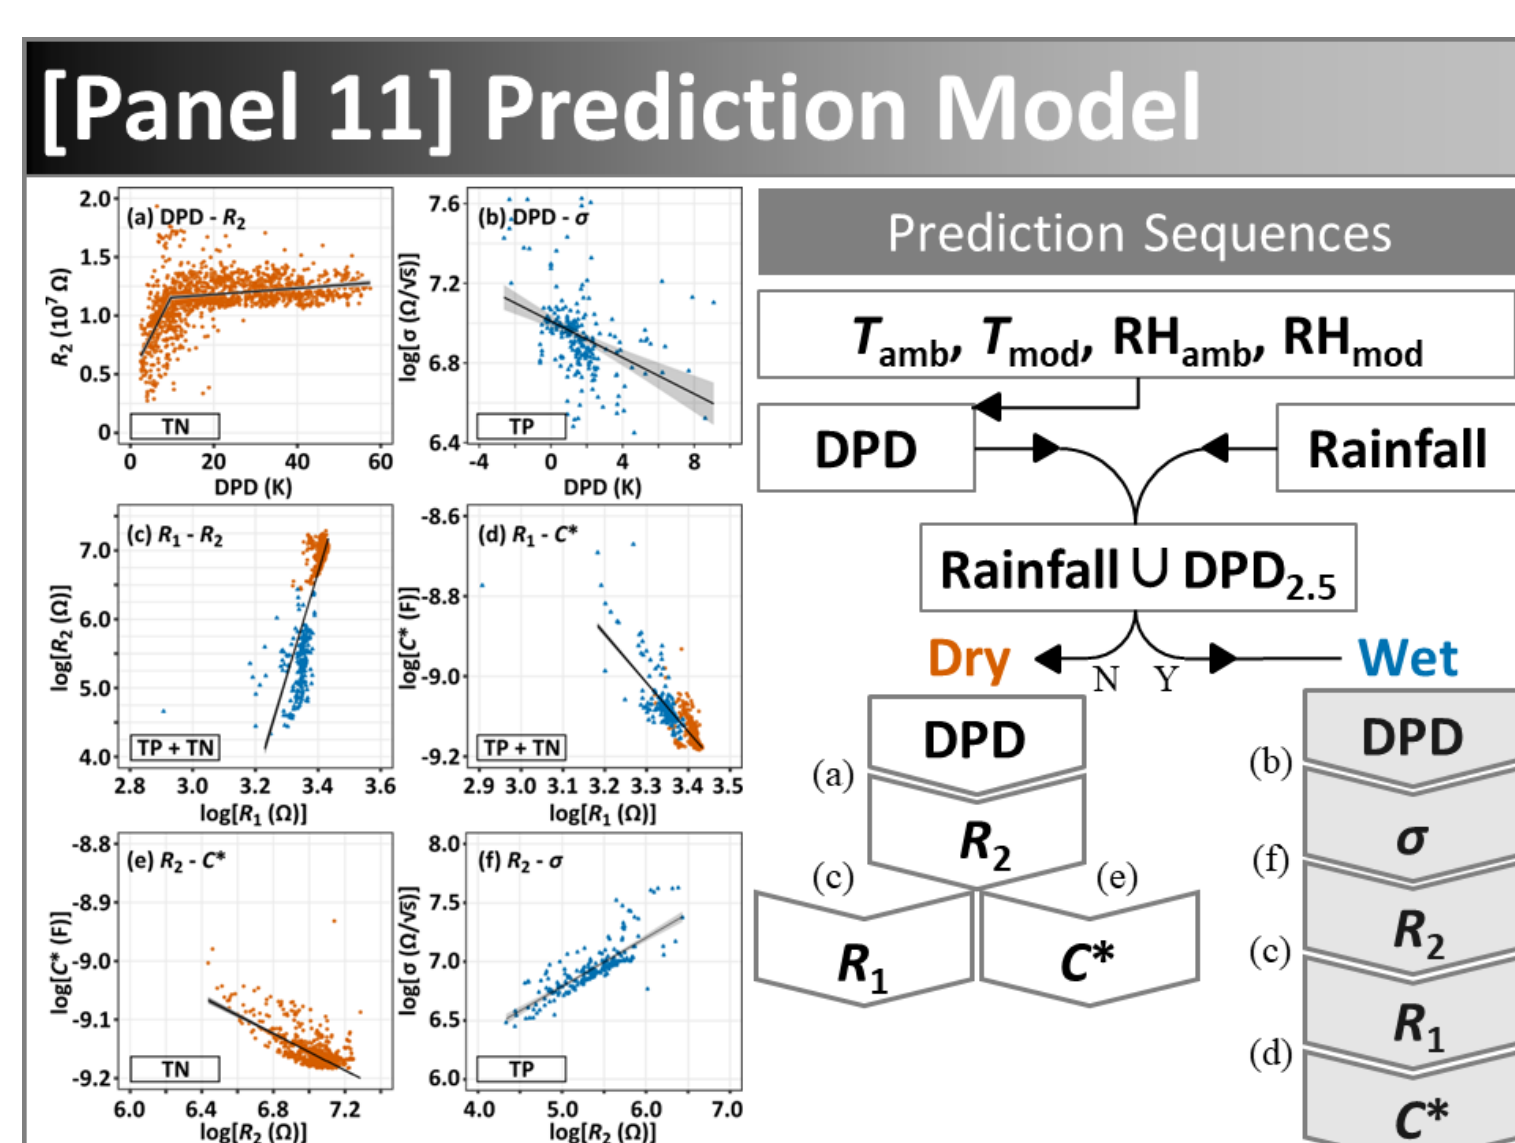 [Panel 11] Prediction Model
(a) DPD - R2
2.0
1.5
1.0
0.5
0
R2 (10^7 Ω)
TN
0 20 40 60
DPD (K)
(b) DPD - σ
7.6
7.2
6.8
6.4
log[σ (Ω/√s)]
TP
-4 0 4 8
DPD (K)
(c) R1 - R2
7.0
6.0
5.0
4.0
log[R2 (Ω)]
TP + TN
2.8 3.0 3.2 3.4 3.6
log[R1 (Ω)]
(d) R1 - C*
-8.6
-8.8
-9.0
-9.2
log[C* (F)]
TP + TN
2.9 3.0 3.1 3.2 3.3 3.4 3.5
log[R1 (Ω)]
(e) R2 - C*
-8.8
-8.9
-9.0
-9.1
-9.2
log[C* (F)]
TN
6.0 6.4 6.8 7.2
log[R2 (Ω)]
(f) R2 - σ
8.0
7.5
7.0
6.5
6.0
log[σ (Ω/√s)]
TP
4.0 5.0 6.0 7.0
log[R2 (Ω)]
Prediction Sequences
Tamb, Tmod, RHamb, RHmod
DPD
Rainfall
Rainfall ∪ DPD2.5
Dry
N Y
Wet
DPD
(a)
R2
(c)
(e)
R1
C*
DPD
(b)
σ
(f)
R2
(c)
R1
(d)
C*